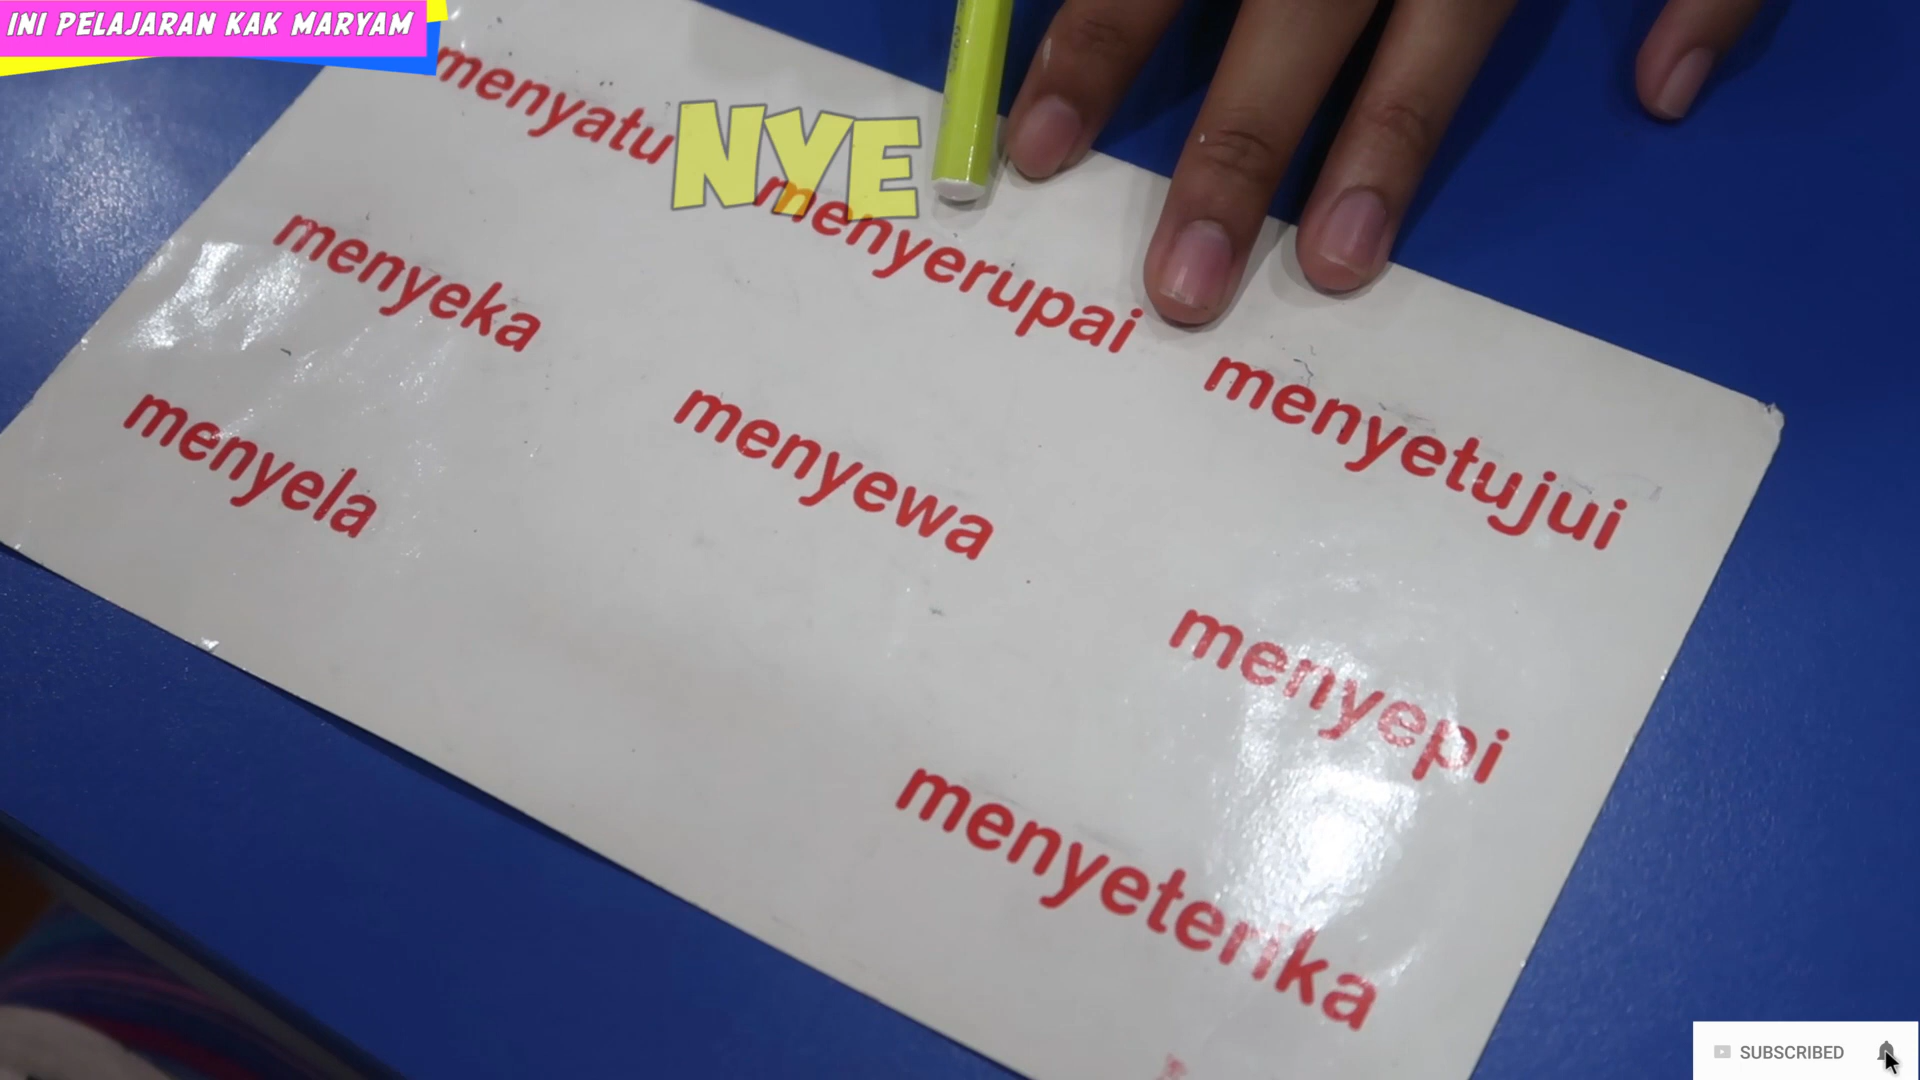 INI PELAJARAN KAK MARYAM
menyatu
NYE
menyerupai
menyetujui
menyeka
menyewa
menyepi
menyela
menyeterika
SUBSCRIBED